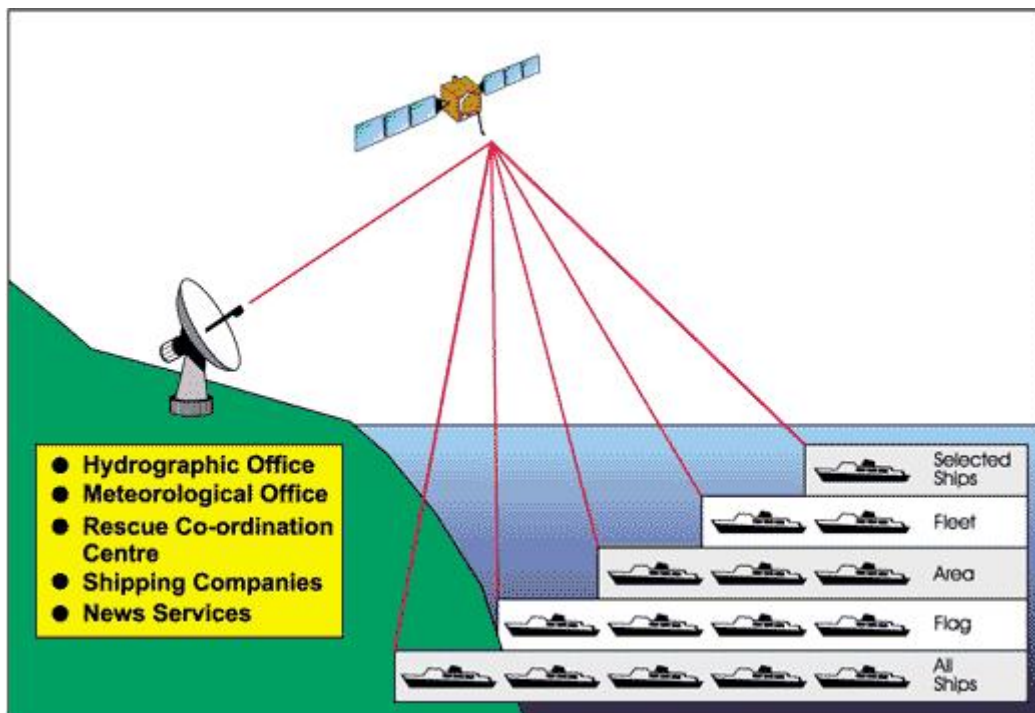 Hydrographic Office
Meteorological Office
Rescue Co-ordination
Centre
Shipping Companies
News Services
Selected
Ships
Fleet
Area
Flag
All
Ships